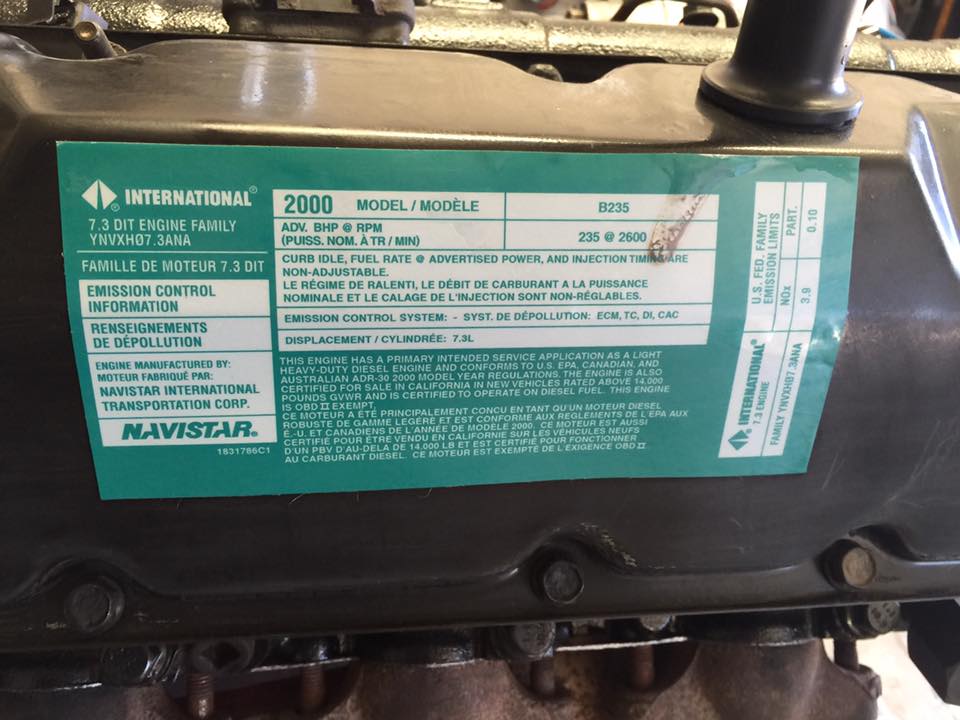 INTERNATIONAL®
7.3 DIT ENGINE FAMILY
YNVXHØ7.3ANA
FAMILLE DE MOTEUR 7.3 DIT
EMISSION CONTROL
INFORMATION
RENSEIGNEMENTS
DE DÉPOLLUTION
ENGINE MANUFACTURED BY:
MOTEUR FABRIQUÉ PAR:
NAVISTAR INTERNATIONAL
TRANSPORTATION CORP.
NAVISTAR®
1831786C1
2000 MODEL / MODÈLE B235
ADV. BHP @ RPM
(PUISS. NOM. À TR / MIN) 235 @ 2600
CURB IDLE, FUEL RATE @ ADVERTISED POWER, AND INJECTION TIMING ARE
NON-ADJUSTABLE.
LE RÉGIME DE RALENTI, LE DÉBIT DE CARBURANT A LA PUISSANCE
NOMINALE ET LE CALAGE DE L'INJECTION SONT NON-RÉGLABLES.
EMISSION CONTROL SYSTEM: - SYST. DE DÉPOLLUTION: ECM, TC, DI, CAC
DISPLACEMENT / CYLINDRÉE: 7.3L
THIS ENGINE HAS A PRIMARY INTENDED SERVICE APPLICATION AS A LIGHT
HEAVY-DUTY DIESEL ENGINE AND CONFORMS TO U.S. EPA, CANADIAN, AND
AUSTRALIAN ADR-30 2000 MODEL YEAR REGULATIONS. THE ENGINE IS ALSO
CERTIFIED FOR SALE IN CALIFORNIA IN NEW VEHICLES RATED ABOVE 14,000
POUNDS GVWR AND IS CERTIFIED TO OPERATE ON DIESEL FUEL. THIS ENGINE
IS OBD II EXEMPT.
CE MOTEUR A ÉTÉ PRINCIPALEMENT CONCU EN TANT QU'UN MOTEUR DIESEL
ROBUSTE DE GAMME LEGÈRE ET EST CONFORME AUX REGLEMENTS DE L'EPA AUX
É.-U. ET CANADIENS DE L'ANNÉE DE MODÈLE 2000. CE MOTEUR EST AUSSI
CERTIFIÉ POUR ÊTRE VENDU EN CALIFORNIE SUR LES VÉHICULES NEUFS
D'UN PBV D'AU-DELA DE 14,000 LB ET EST CERTIFIÉ POUR FONCTIONNER
AU CARBURANT DIESEL. CE MOTEUR EST EXEMPTÉ DE L'EXIGENCE OBD II.
U.S. FED. FAMILY
EMISSION LIMITS
NOx PART.
3.9 0.10
INTERNATIONAL®
7.3 ENGINE
FAMILY YNVXHØ7.3ANA